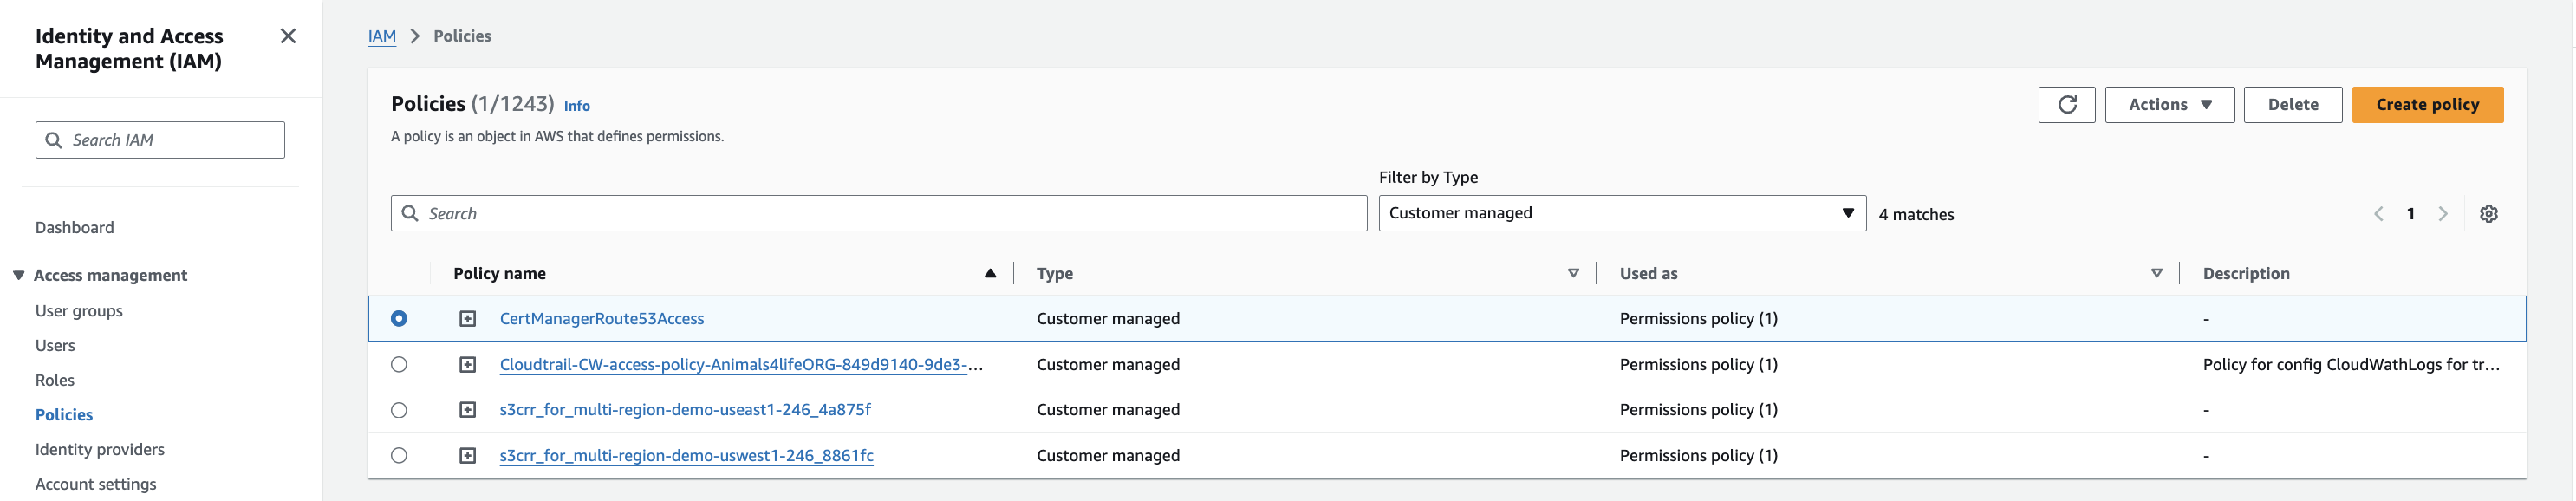 Identity and Access
Management (IAM)
Search IAM
Dashboard
Access management
User groups
Users
Roles
Policies
Identity providers
Account settings
IAM > Policies
Policies (1/1243) Info
A policy is an object in AWS that defines permissions.
Actions
Delete
Create policy
Filter by Type
Search
Customer managed
4 matches
1
Policy name Type Used as Description
CertManagerRoute53Access Customer managed Permissions policy (1) -
Cloudtrail-CW-access-policy-Animals4lifeORG-849d9140-9de3-... Customer managed Permissions policy (1) Policy for config CloudWathLogs for tr...
s3crr_for_multi-region-demo-useast1-246_4a875f Customer managed Permissions policy (1) -
s3crr_for_multi-region-demo-uswest1-246_8861fc Customer managed Permissions policy (1) -